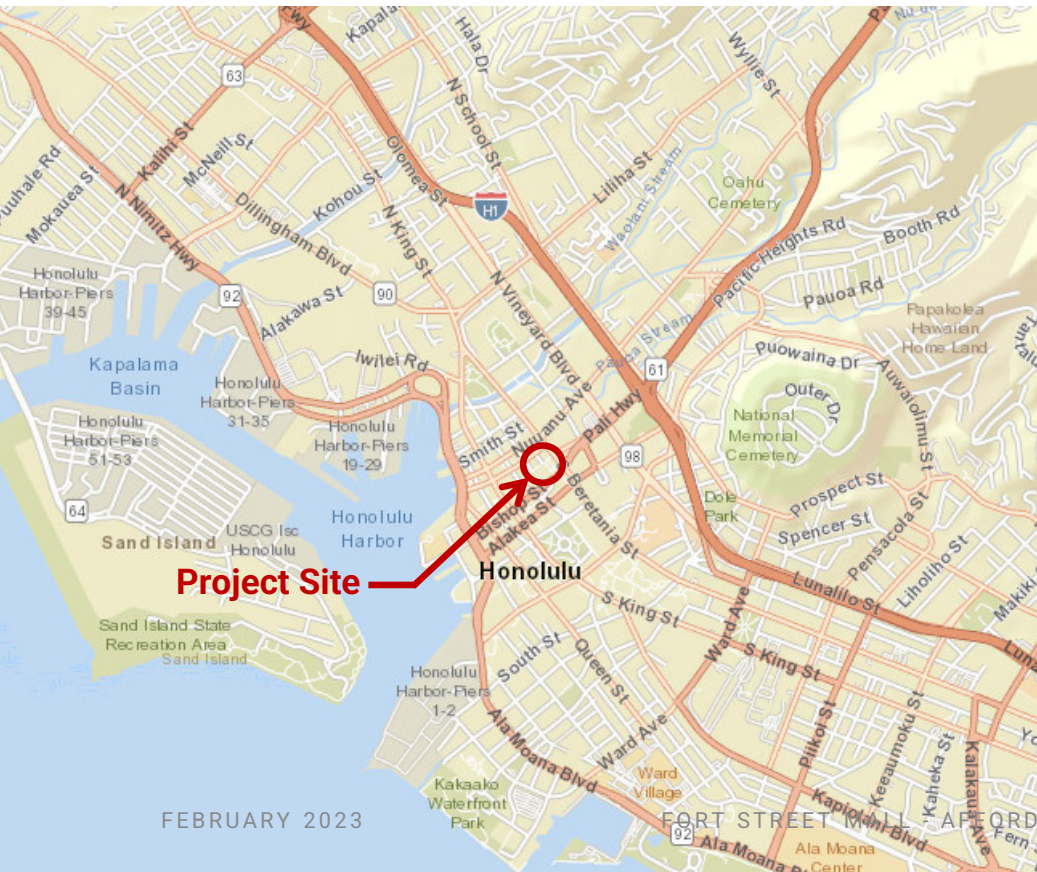 Kapala
Hala Dr
Wyllie St
63
N School St
Kalihi St
McNeill St
Olomea St
Liliha St
Waolani Stream
Oahu
Cemetery
Mokauea St
Kohou St
H1
N Nimitz Hwy
Dillingham Blvd
N King St
Booth Rd
Pacific Heights Rd
Honolulu
Harbor-Piers
39-45
92
90
Alakawa St
N Vineyard Blvd
Pauoa Rd
Papakolea
Hawaiian
Home Land
Pauoa Stream
Kapalama
Basin
Iwilei Rd
61
Puowaina Dr
Auwaiolimu St
Honolulu
Harbor-Piers
31-35
Outer Dr
Nuuanu Ave
Pali Hwy
National
Memorial
Cemetery
Honolulu
Harbor-Piers
51-53
Honolulu
Harbor-Piers
19-29
Smith St
98
64
Bishop St
Alakea St
Beretania St
Dole
Park
Prospect St
Spencer St
Pensacola St
Honolulu
Harbor
Sand Island
USCG Isc
Honolulu
Liholiho St
Makiki
Honolulu
Project Site
Lunalilo St
S King St
Ward Ave
Sand Island State
Recreation Area
Sand Island
South St
Queen St
S King St
Honolulu
Harbor-Piers
1-2
Piikoi St
Keeaumoku St
Kaheka St
Kalakaua Ave
Ala Moana Blvd
Ward Ave
Kakaako
Waterfront
Park
Ward
Village
Kapiolani Blvd
FEBRUARY 2023
FORT STREET MALL - AFFORD
92
Ala Moana
Ala Moana
Center